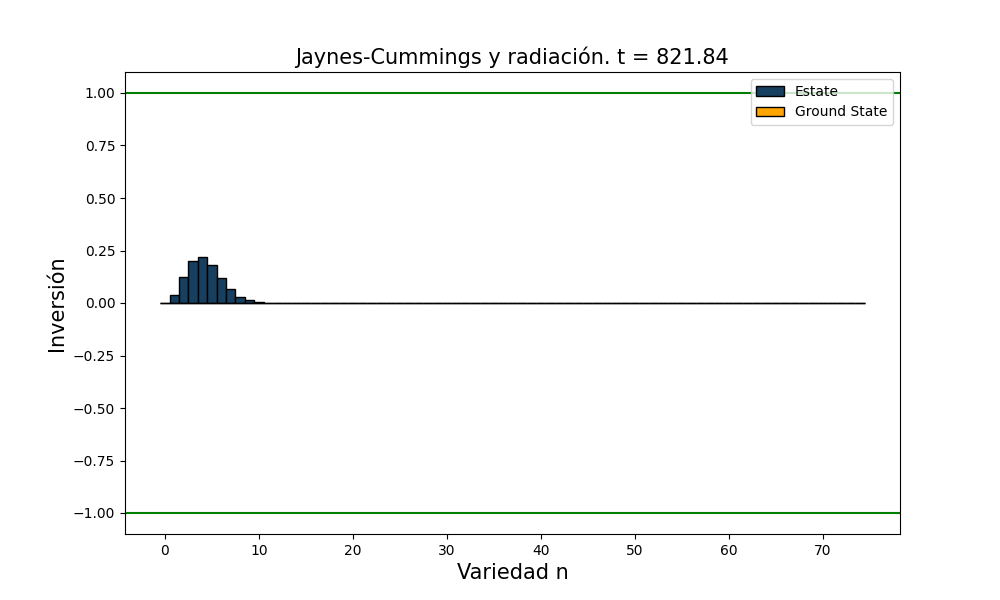 Jaynes-Cummings y radiación. t = 821.84
Estate
Ground State
1.00
0.75
0.50
0.25
0.00
−0.25
−0.50
−0.75
−1.00
Inversión
0 10 20 30 40 50 60 70
Variedad n